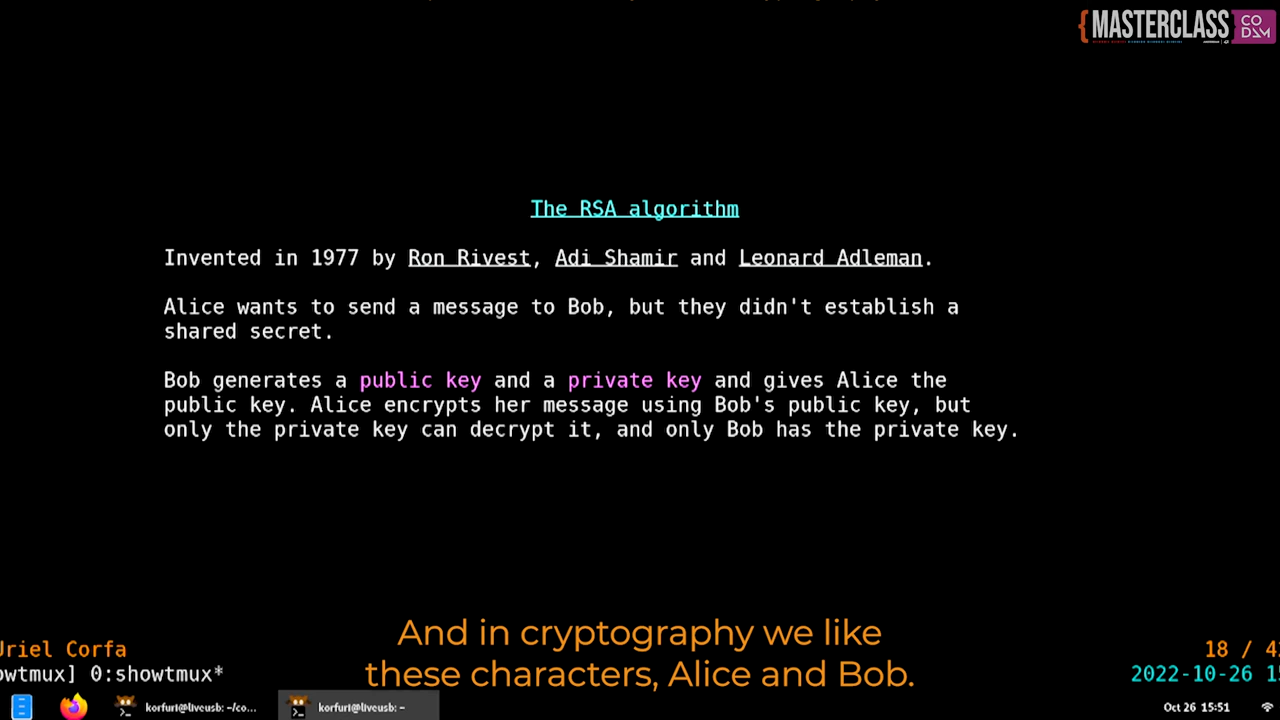 { MASTERCLASS CODAM
The RSA algorithm
Invented in 1977 by Ron Rivest, Adi Shamir and Leonard Adleman.
Alice wants to send a message to Bob, but they didn't establish a
shared secret.
Bob generates a public key and a private key and gives Alice the
public key. Alice encrypts her message using Bob's public key, but
only the private key can decrypt it, and only Bob has the private key.
And in cryptography we like
these characters, Alice and Bob.
Uriel Corfa
18 / 4
owtmux] 0:showtmux*
2022-10-26 1
korfuri@liveusb: ~/co...
korfuri@liveusb: ~
Oct 26 15:51